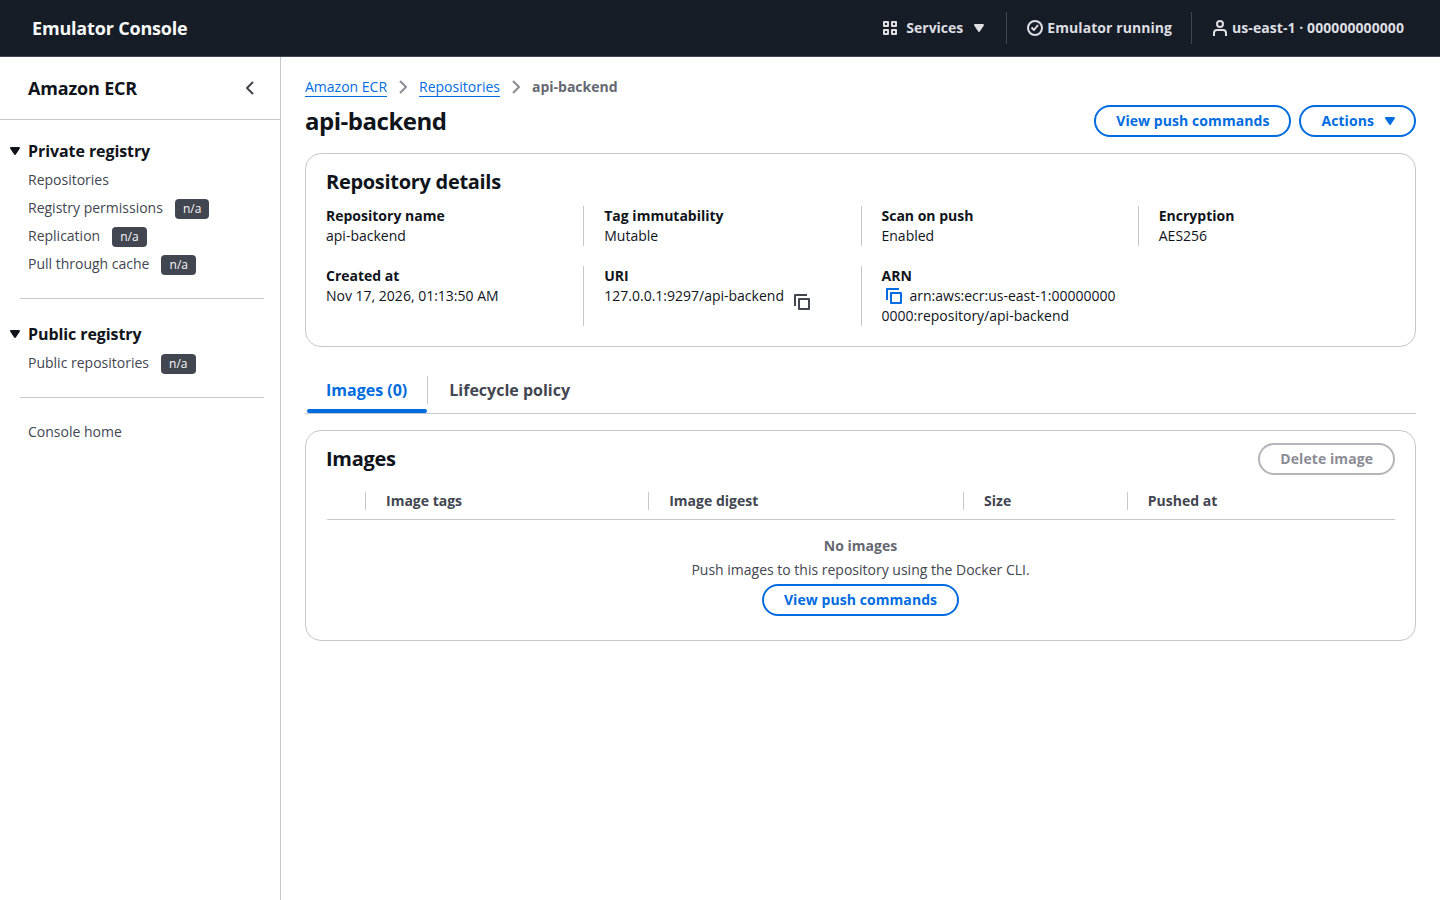 Emulator Console
Services
Emulator running
us-east-1 · 000000000000
Amazon ECR
Private registry
Repositories
Registry permissions n/a
Replication n/a
Pull through cache n/a
Public registry
Public repositories n/a
Console home
Amazon ECR
Repositories
api-backend
api-backend
View push commands
Actions
Repository details
Repository name
api-backend
Tag immutability
Mutable
Scan on push
Enabled
Encryption
AES256
Created at
Nov 17, 2026, 01:13:50 AM
URI
127.0.0.1:9297/api-backend
ARN
arn:aws:ecr:us-east-1:00000000
0000:repository/api-backend
Images (0)
Lifecycle policy
Images
Delete image
Image tags
Image digest
Size
Pushed at
No images
Push images to this repository using the Docker CLI.
View push commands